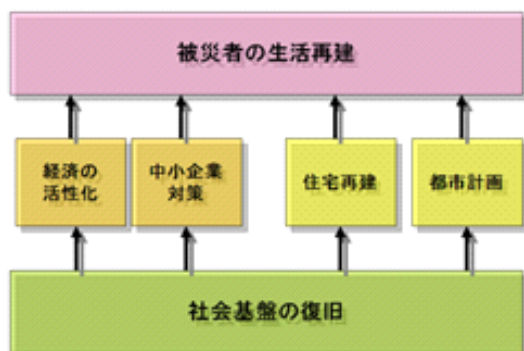 被災者の生活再建
経済の
活性化
中小企業
対策
住宅再建
都市計画
社会基盤の復旧